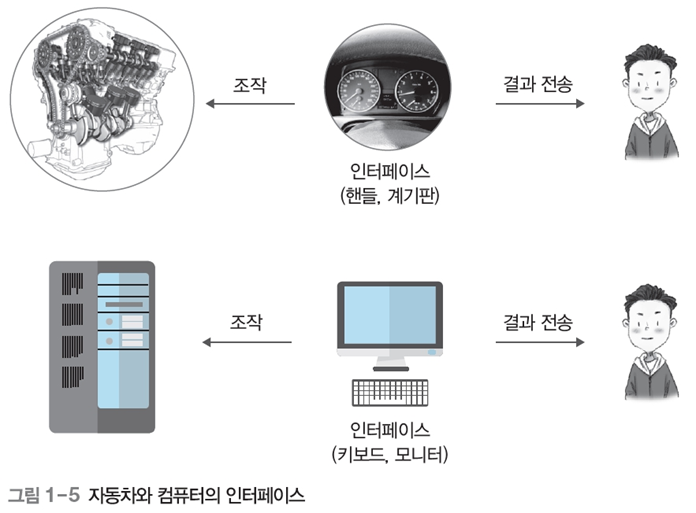 조작
결과 전송
인터페이스
(핸들, 계기판)
조작
결과 전송
인터페이스
(키보드, 모니터)
그림 1-5 자동차와 컴퓨터의 인터페이스